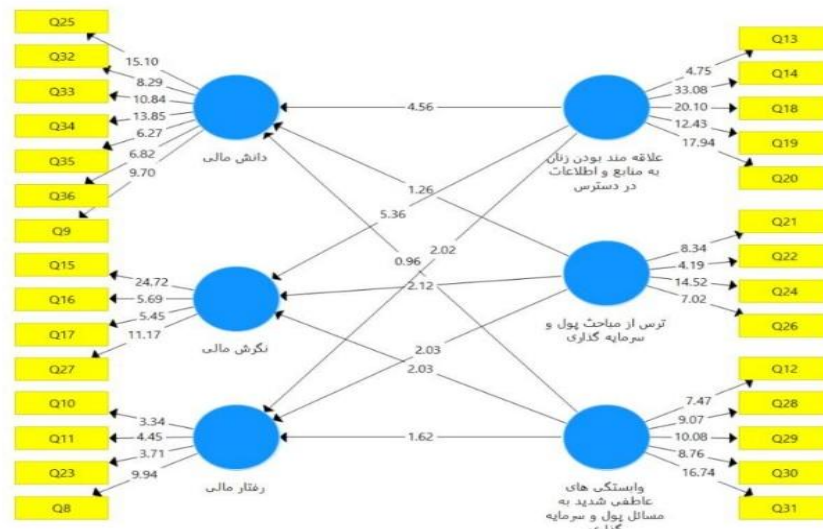 Q25
Q32
Q33
Q34
Q35
Q36
Q9
Q15
Q16
Q17
Q27
Q10
Q11
Q23
Q8
15.10
8.29
10.84
13.85
6.27
6.82
9.70
24.72
5.69
5.45
11.17
3.34
4.45
3.71
9.94
دانش مالی
نگرش مالی
رفتار مالی
4.56
1.26
5.36
2.02
0.96
2.12
2.03
2.03
1.62
علاقه مند بودن زنان
به منابع و اطلاعات
در دسترس
ترس از مباحث پول و
سرمایه گذاری
وابستگی های
عاطفی شدید به
مسائل پول و سرمایه
4.75
33.08
20.10
12.43
17.94
8.34
4.19
14.52
7.02
7.47
9.07
10.08
8.76
16.74
Q13
Q14
Q18
Q19
Q20
Q21
Q22
Q24
Q26
Q12
Q28
Q29
Q30
Q31